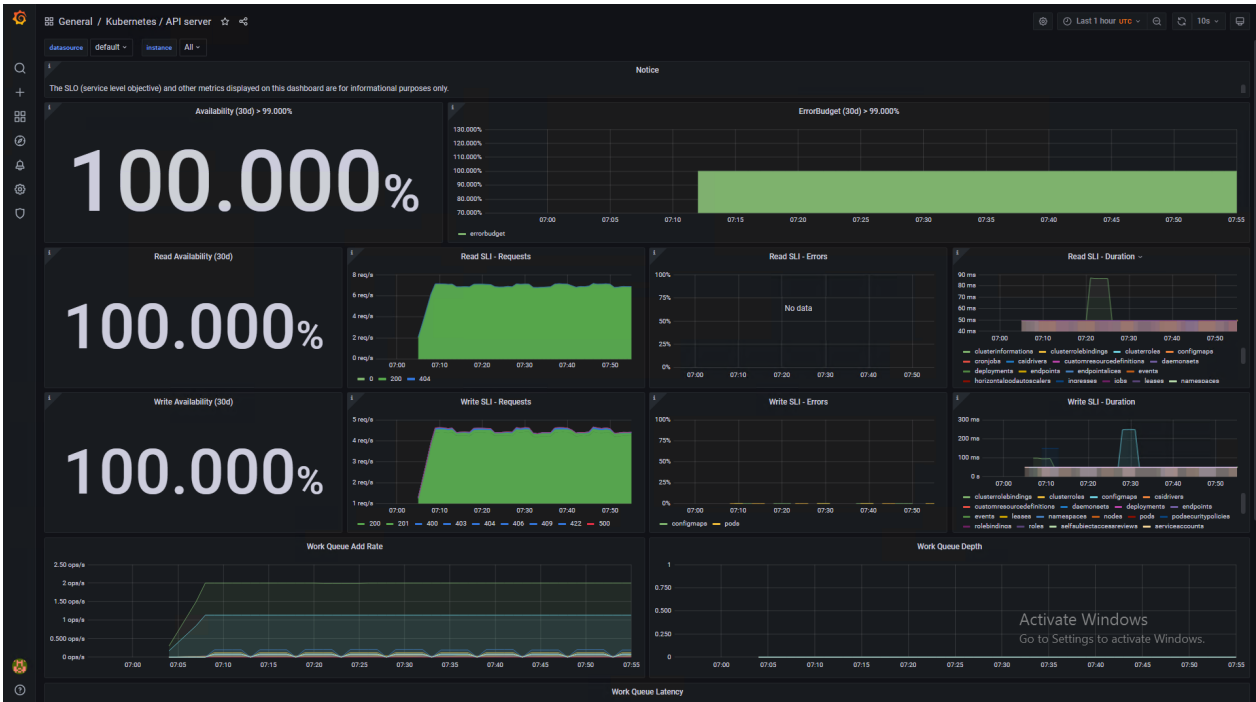 General / Kubernetes / API server
Last 1 hour UTC
10s
datasource default instance All
Notice
The SLO (service level objective) and other metrics displayed on this dashboard are for informational purposes only.
Availability (30d) > 99.000%
100.000%
ErrorBudget (30d) > 99.000%
130.000%
120.000%
110.000%
100.000%
90.000%
80.000%
70.000%
07:00 07:05 07:10 07:15 07:20 07:25 07:30 07:35 07:40 07:45 07:50 07:55
errorbudget
Read Availability (30d)
100.000%
Read SLI - Requests
8 req/s
6 req/s
4 req/s
2 req/s
0 req/s
07:00 07:10 07:20 07:30 07:40 07:50
0 200 404
Read SLI - Errors
100%
75%
50%
25%
0%
No data
07:00 07:10 07:20 07:30 07:40 07:50
Read SLI - Duration
90 ms
80 ms
70 ms
60 ms
50 ms
40 ms
07:00 07:10 07:20 07:30 07:40 07:50
clusterinformations clusterrolebindings clusterroles configmaps
cronjobs csidrivers customresourcedefinitions daemonsets
deployments endpoints endpointslices events
horizontalpodautoscalers ingresses jobs leases namespaces
Write Availability (30d)
100.000%
Write SLI - Requests
5 req/s
4 req/s
3 req/s
2 req/s
1 req/s
07:00 07:10 07:20 07:30 07:40 07:50
200 201 400 403 404 406 409 422 500
Write SLI - Errors
100%
75%
50%
25%
0%
07:00 07:10 07:20 07:30 07:40 07:50
configmaps pods
Write SLI - Duration
300 ms
200 ms
100 ms
0 s
07:00 07:10 07:20 07:30 07:40 07:50
clusterrolebindings clusterroles configmaps csidrivers
customresourcedefinitions daemonsets deployments endpoints
events leases namespaces nodes pods podsecuritypolicies
rolebindings roles selfsubjectaccessreviews serviceaccounts
Work Queue Add Rate
2.50 ops/s
2 ops/s
1.50 ops/s
1 ops/s
0.500 ops/s
0 ops/s
07:00 07:05 07:10 07:15 07:20 07:25 07:30 07:35 07:40 07:45 07:50 07:55
Work Queue Depth
1
0.750
0.500
0.250
0
07:00 07:05 07:10 07:15 07:20 07:25 07:30 07:35 07:40 07:45 07:50 07:55
Activate Windows
Go to Settings to activate Windows.
Work Queue Latency